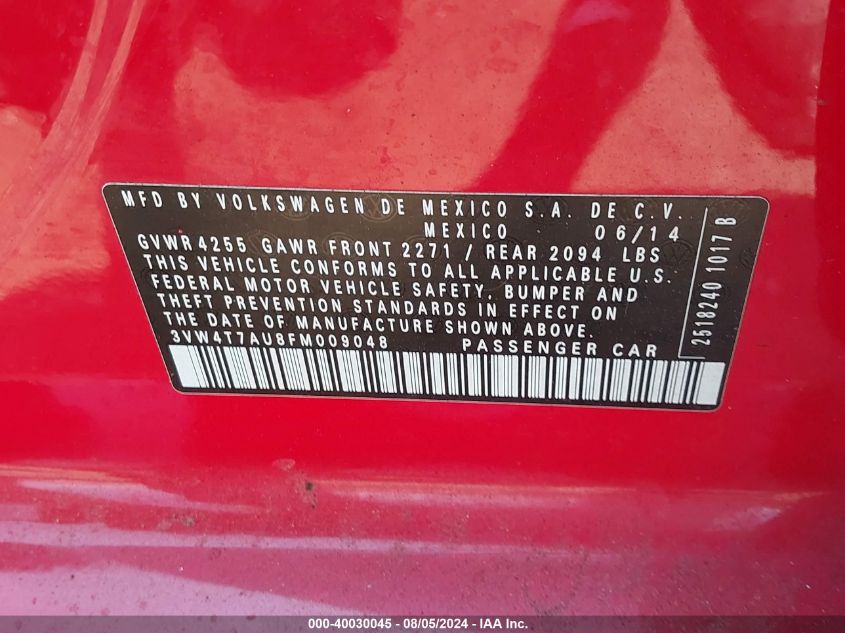 MFD BY VOLKSWAGEN DE MEXICO S.A. DE C.V.
MEXICO 06/14
GVWR 4255 GAWR FRONT 2271 / REAR 2094 LBS
THIS VEHICLE CONFORMS TO ALL APPLICABLE U.S.
FEDERAL MOTOR VEHICLE SAFETY, BUMPER AND
THEFT PREVENTION STANDARDS IN EFFECT ON
THE DATE OF MANUFACTURE SHOWN ABOVE.
3VW4T7AU8FM009048 PASSENGER CAR
2518240 1017 B
000-40030045 - 08/05/2024 - IAA Inc.